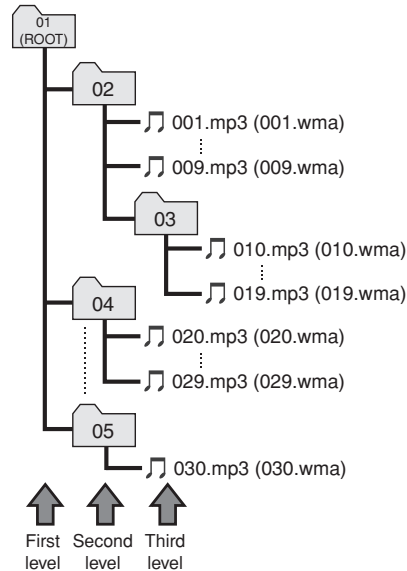 01
(ROOT)
02
001.mp3 (001.wma)
009.mp3 (009.wma)
03
010.mp3 (010.wma)
019.mp3 (019.wma)
04
020.mp3 (020.wma)
029.mp3 (029.wma)
05
030.mp3 (030.wma)
First Second Third
level level level